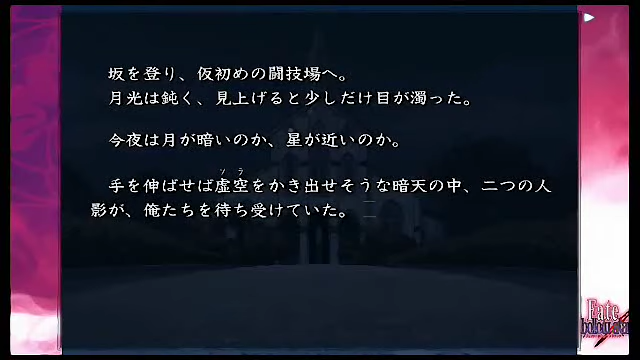 坂を登り、仮初めの闘技場へ。
月光は鈍く、見上げると少しだけ目が濁った。
今夜は月が暗いのか、星が近いのか。
ソラ
手を伸ばせば虚空をかき出せそうな暗天の中、二つの人
影が、俺たちを待ち受けていた。
Fate
hollow